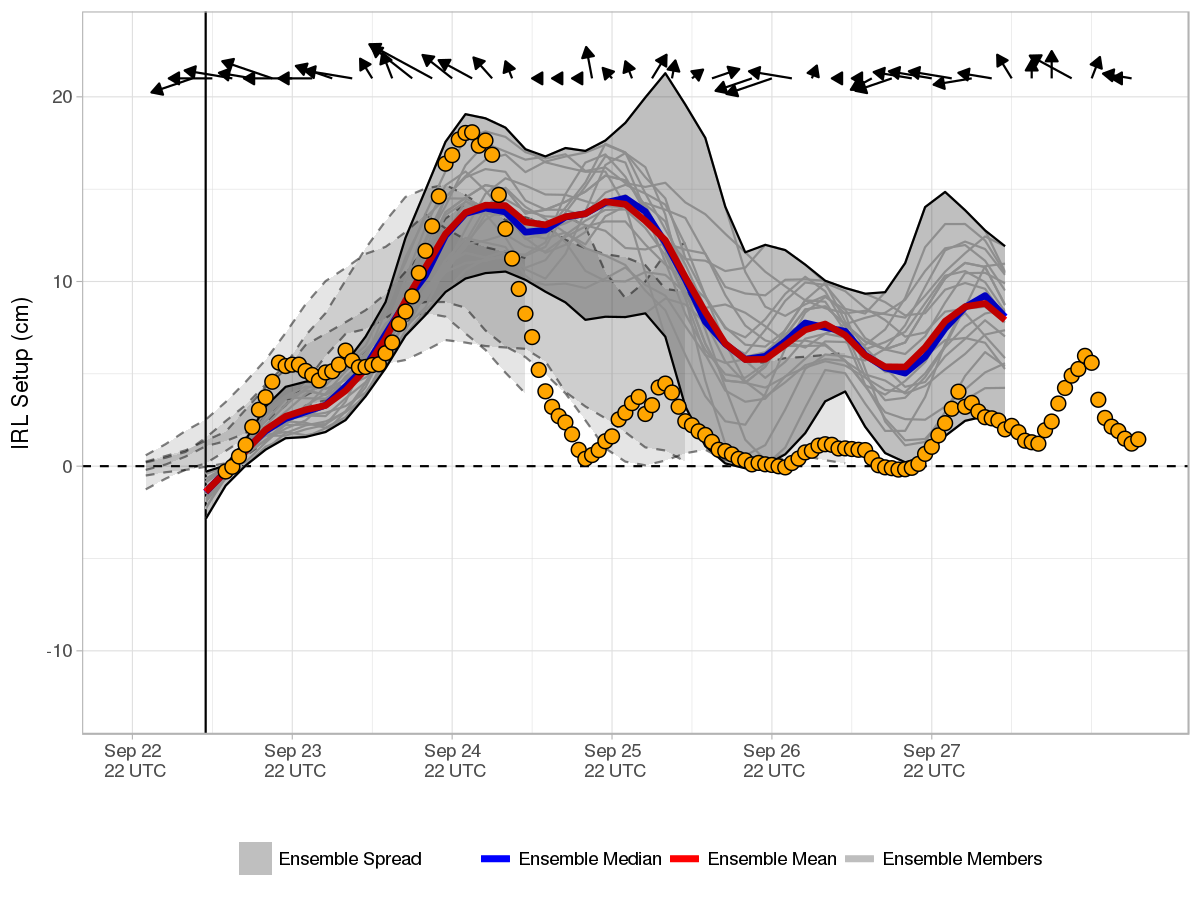 IRL Setup (cm)
20
10
0
-10
Sep 22
22 UTC
Sep 23
22 UTC
Sep 24
22 UTC
Sep 25
22 UTC
Sep 26
22 UTC
Sep 27
22 UTC
Ensemble Spread
Ensemble Median
Ensemble Mean
Ensemble Members